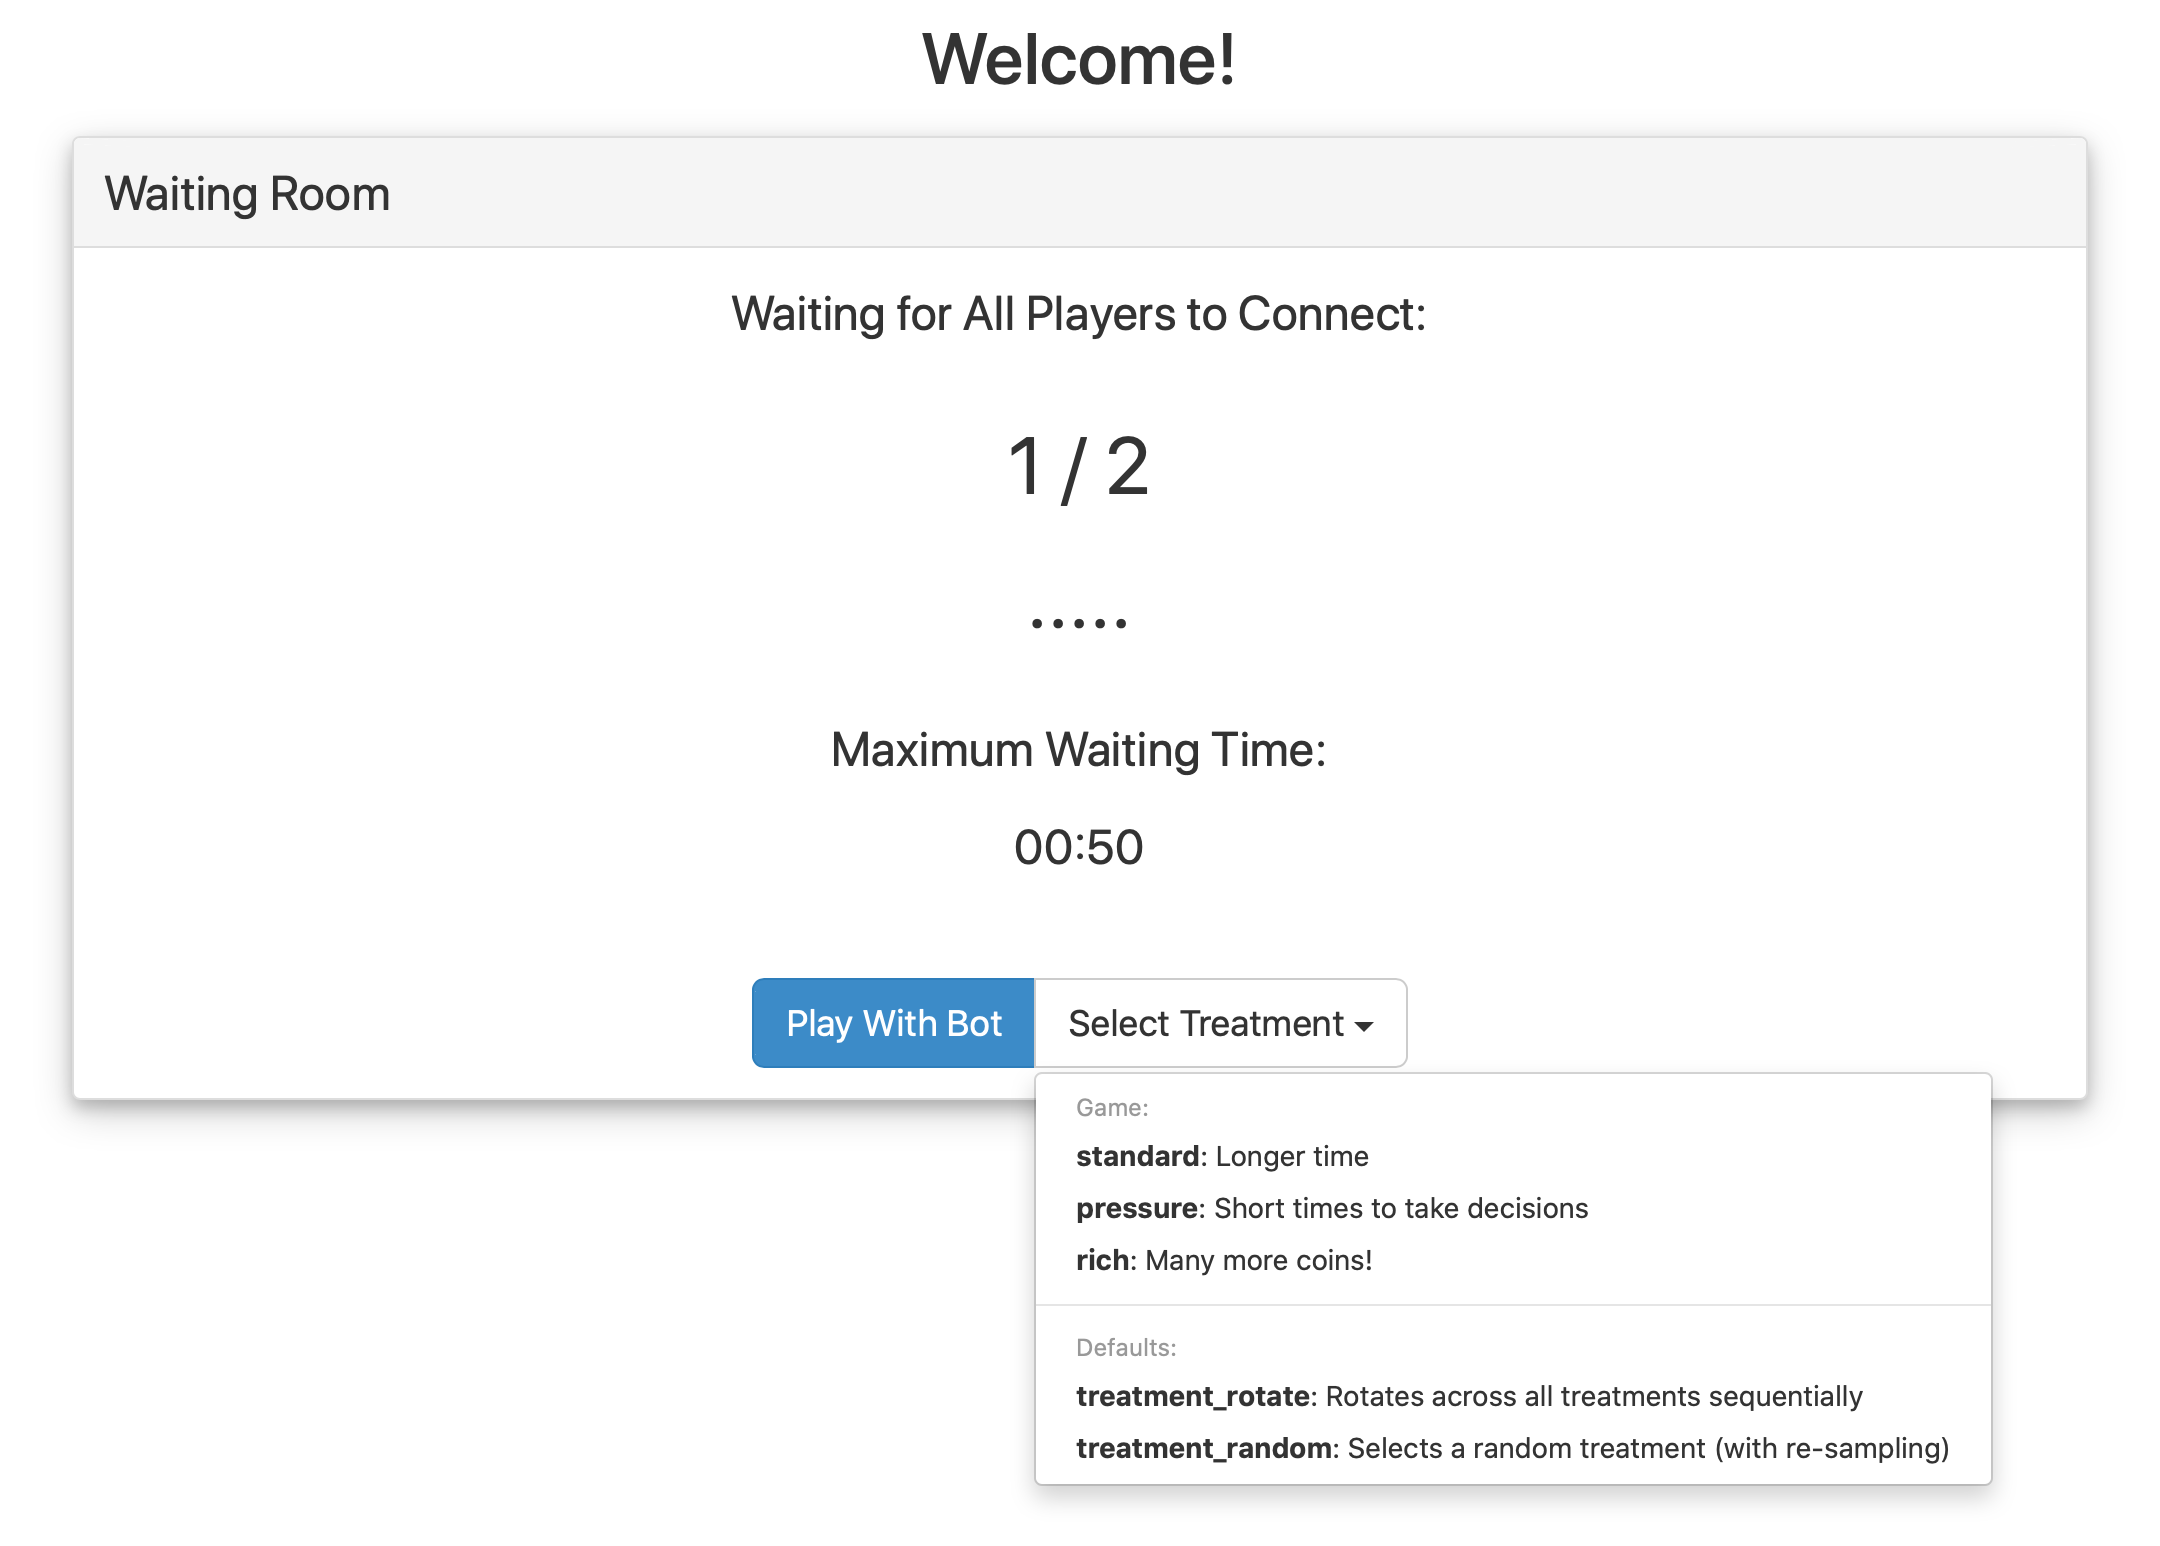 Welcome!
Waiting Room
Waiting for All Players to Connect:
1 / 2
.....
Maximum Waiting Time:
00:50
Play With Bot
Select Treatment
Game:
standard: Longer time
pressure: Short times to take decisions
rich: Many more coins!
Defaults:
treatment_rotate: Rotates across all treatments sequentially
treatment_random: Selects a random treatment (with re-sampling)